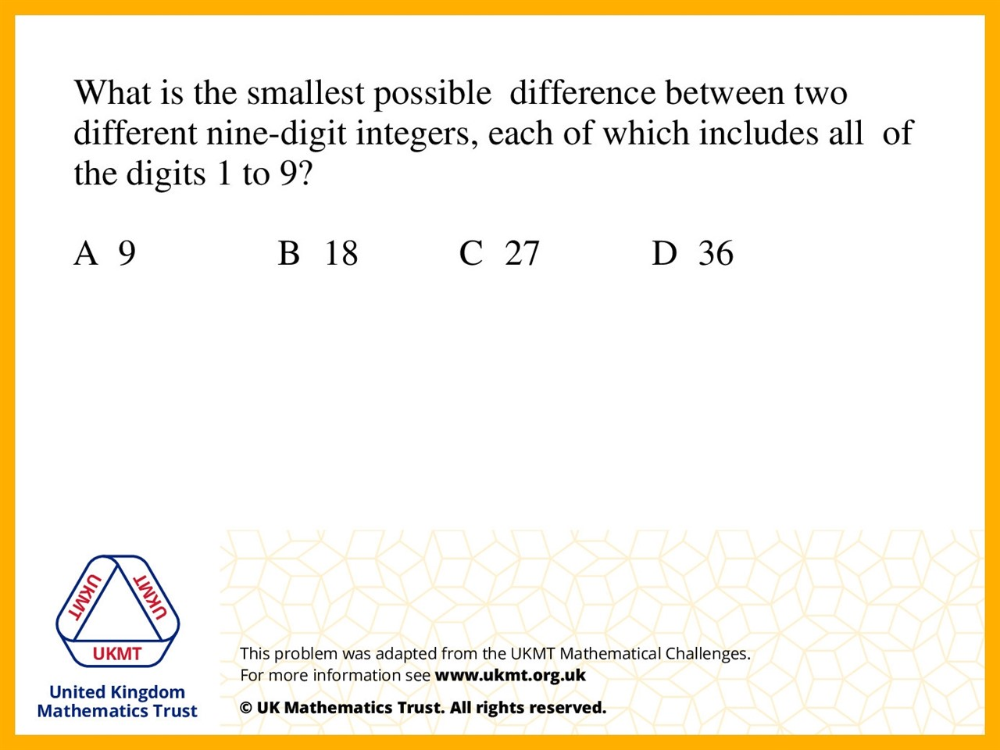 What is the smallest possible  difference between two
different nine-digit integers, each of which includes all  of
the digits 1 to 9?
A  9  B  18  C  27  D  36
UKMT
UKMT
UKMT
United Kingdom
Mathematics Trust
This problem was adapted from the UKMT Mathematical Challenges.
For more information see www.ukmt.org.uk
© UK Mathematics Trust. All rights reserved.